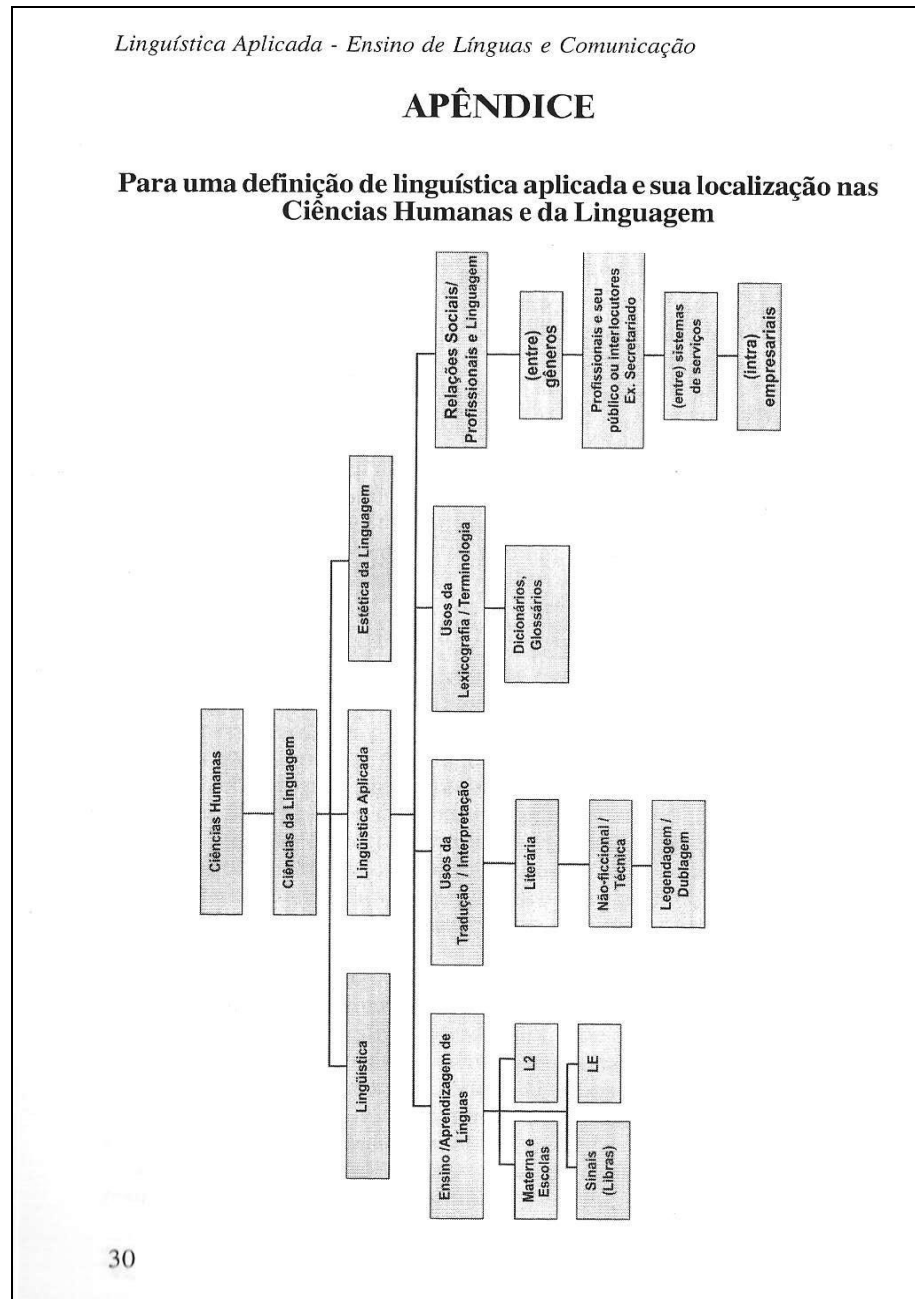 Linguística Aplicada - Ensino de Línguas e Comunicação
APÊNDICE
Para uma definição de linguística aplicada e sua localização nas
Ciências Humanas e da Linguagem
Ciências Humanas
Ciências da Linguagem
Lingüística
Lingüística Aplicada
Estética da Linguagem
Ensino /Aprendizagem de
Línguas
Materna e
Escolas
L2
Sinais
(Libras)
LE
Usos da
Tradução / Interpretação
Literária
Não-ficcional /
Técnica
Legendagem /
Dublagem
Usos da
Lexicografia / Terminologia
Dicionários,
Glossários
Relações Sociais/
Profissionais e Linguagem
(entre)
gêneros
Profissionais e seu
público ou interlocutores
Ex. Secretariado
(entre) sistemas
de serviços
(intra)
empresariais
30